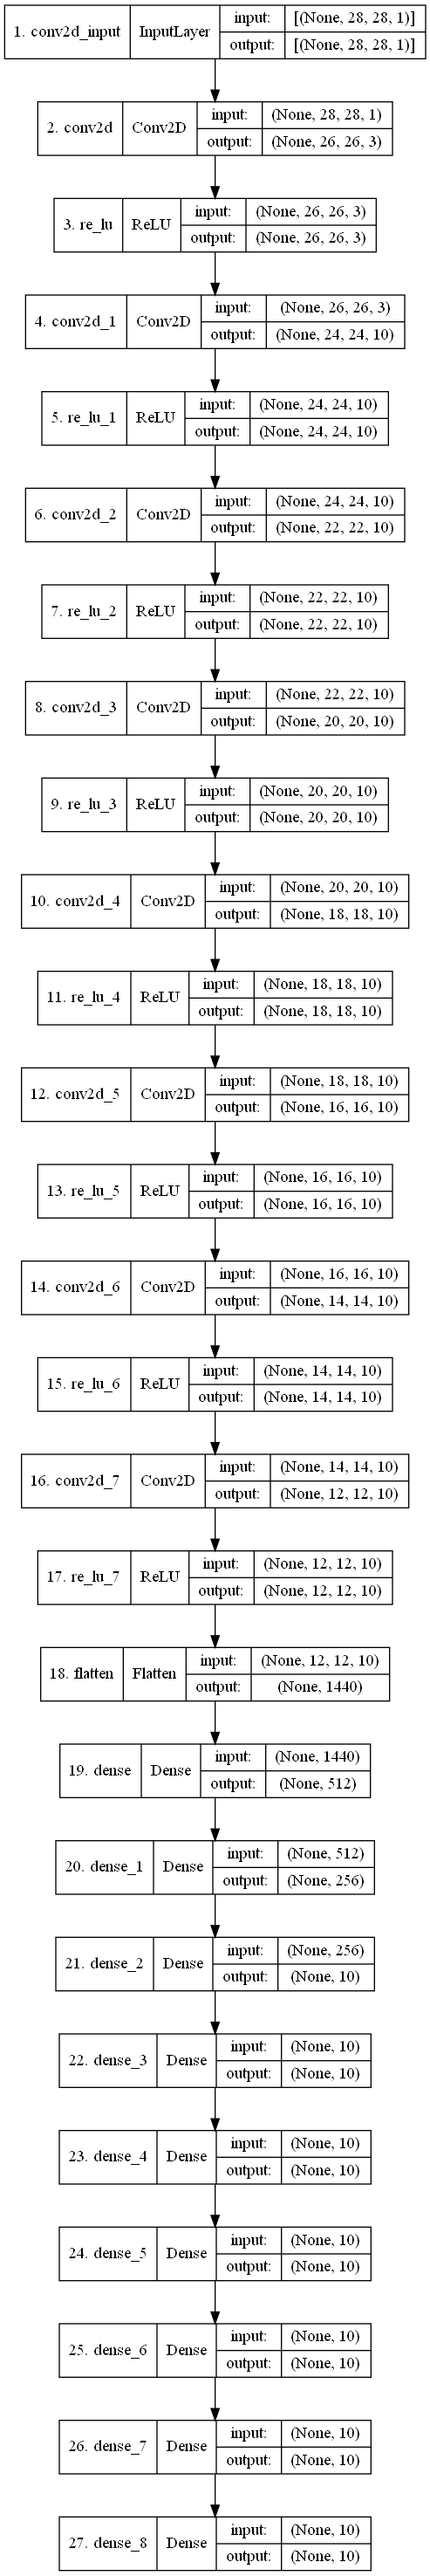 1. conv2d_input InputLayer input: [(None, 28, 28, 1)]
output: [(None, 28, 28, 1)]
2. conv2d Conv2D input: (None, 28, 28, 1)
output: (None, 26, 26, 3)
3. re_lu ReLU input: (None, 26, 26, 3)
output: (None, 26, 26, 3)
4. conv2d_1 Conv2D input: (None, 26, 26, 3)
output: (None, 24, 24, 10)
5. re_lu_1 ReLU input: (None, 24, 24, 10)
output: (None, 24, 24, 10)
6. conv2d_2 Conv2D input: (None, 24, 24, 10)
output: (None, 22, 22, 10)
7. re_lu_2 ReLU input: (None, 22, 22, 10)
output: (None, 22, 22, 10)
8. conv2d_3 Conv2D input: (None, 22, 22, 10)
output: (None, 20, 20, 10)
9. re_lu_3 ReLU input: (None, 20, 20, 10)
output: (None, 20, 20, 10)
10. conv2d_4 Conv2D input: (None, 20, 20, 10)
output: (None, 18, 18, 10)
11. re_lu_4 ReLU input: (None, 18, 18, 10)
output: (None, 18, 18, 10)
12. conv2d_5 Conv2D input: (None, 18, 18, 10)
output: (None, 16, 16, 10)
13. re_lu_5 ReLU input: (None, 16, 16, 10)
output: (None, 16, 16, 10)
14. conv2d_6 Conv2D input: (None, 16, 16, 10)
output: (None, 14, 14, 10)
15. re_lu_6 ReLU input: (None, 14, 14, 10)
output: (None, 14, 14, 10)
16. conv2d_7 Conv2D input: (None, 14, 14, 10)
output: (None, 12, 12, 10)
17. re_lu_7 ReLU input: (None, 12, 12, 10)
output: (None, 12, 12, 10)
18. flatten Flatten input: (None, 12, 12, 10)
output: (None, 1440)
19. dense Dense input: (None, 1440)
output: (None, 512)
20. dense_1 Dense input: (None, 512)
output: (None, 256)
21. dense_2 Dense input: (None, 256)
output: (None, 10)
22. dense_3 Dense input: (None, 10)
output: (None, 10)
23. dense_4 Dense input: (None, 10)
output: (None, 10)
24. dense_5 Dense input: (None, 10)
output: (None, 10)
25. dense_6 Dense input: (None, 10)
output: (None, 10)
26. dense_7 Dense input: (None, 10)
output: (None, 10)
27. dense_8 Dense input: (None, 10)
output: (None, 10)